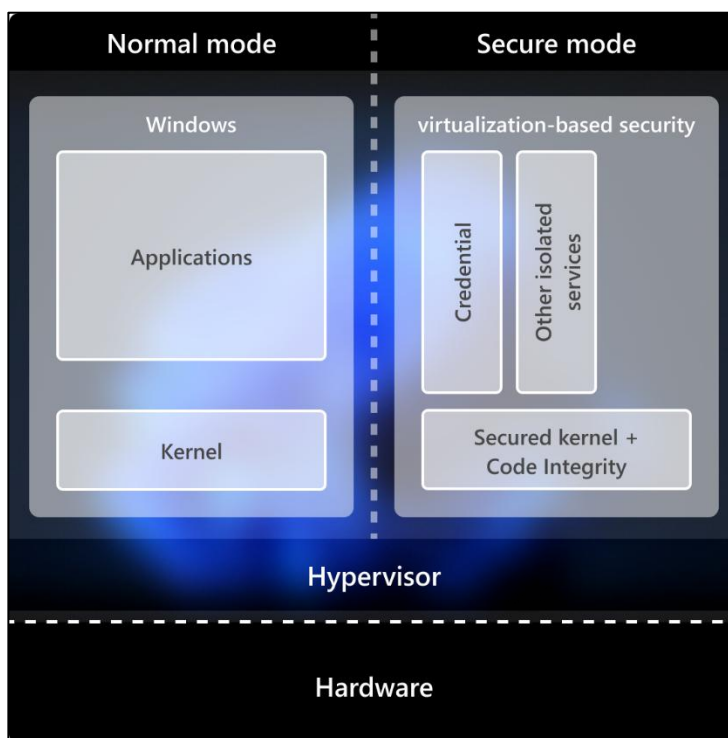 Normal mode
Secure mode
Windows
virtualization-based security
Applications
Credential
Other isolated
services
Kernel
Secured kernel +
Code Integrity
Hypervisor
Hardware